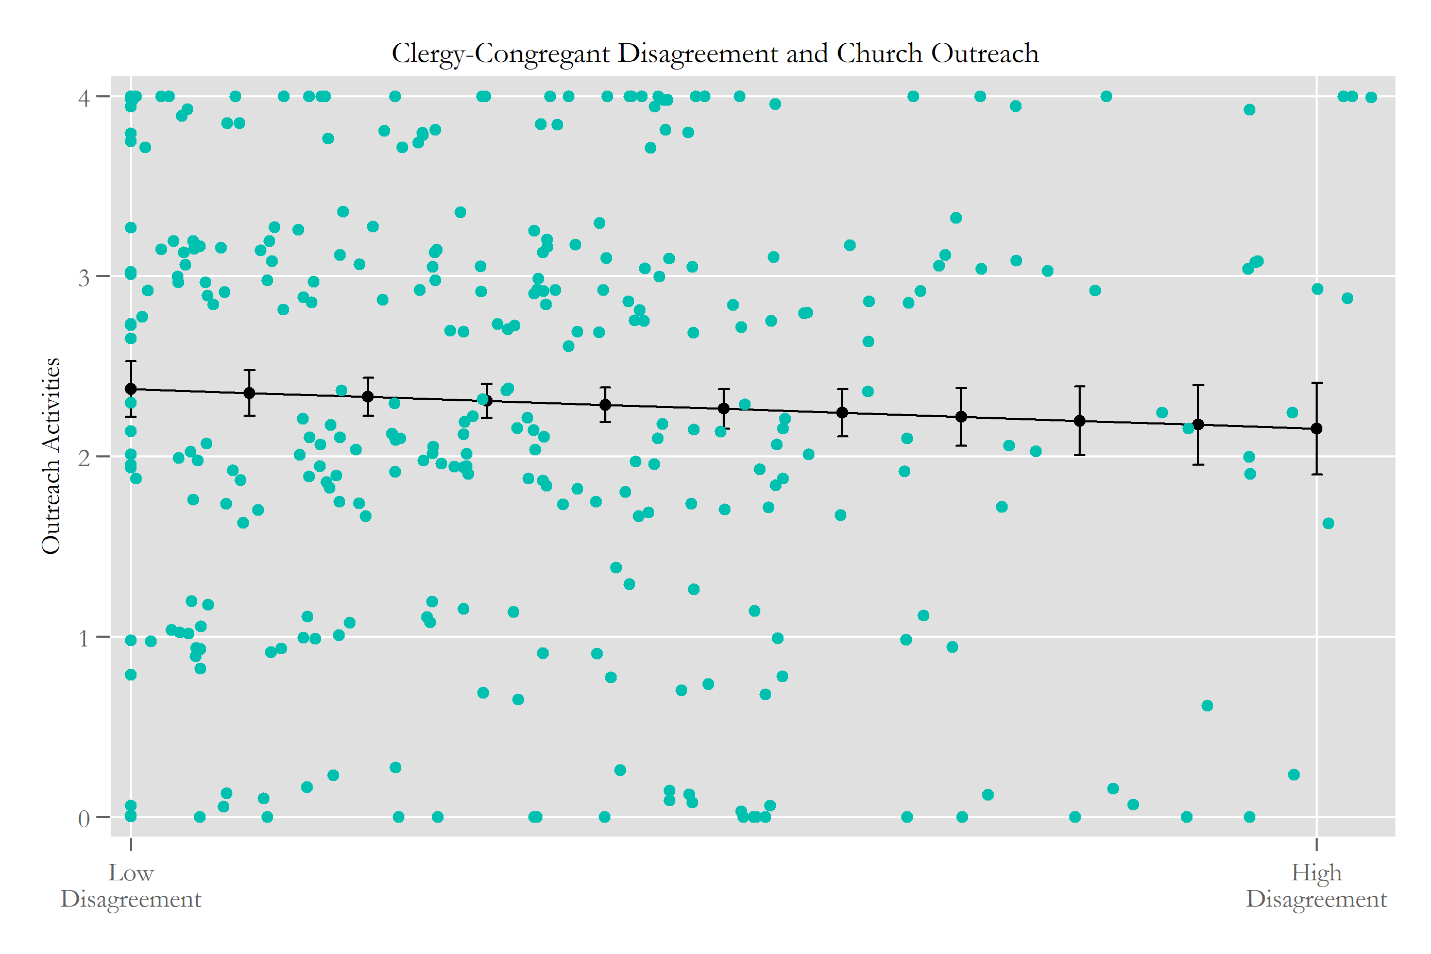 Clergy-Congregant Disagreement and Church Outreach
Outreach Activities
4
3
2
1
0
Low
Disagreement
High
Disagreement